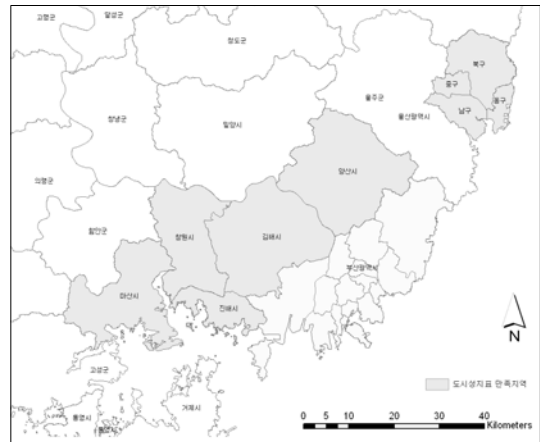 고령군
달성군
청도군
북구
중구
동구
울주군
남구
울산광역시
창녕군
밀양시
양산시
의령군
함안군
창원시
김해시
부산광역시
마산시
진해시
고성군
거제시
통영시
N
도시성지표 만족지역
0 5 10 20 30 40
Kilometers